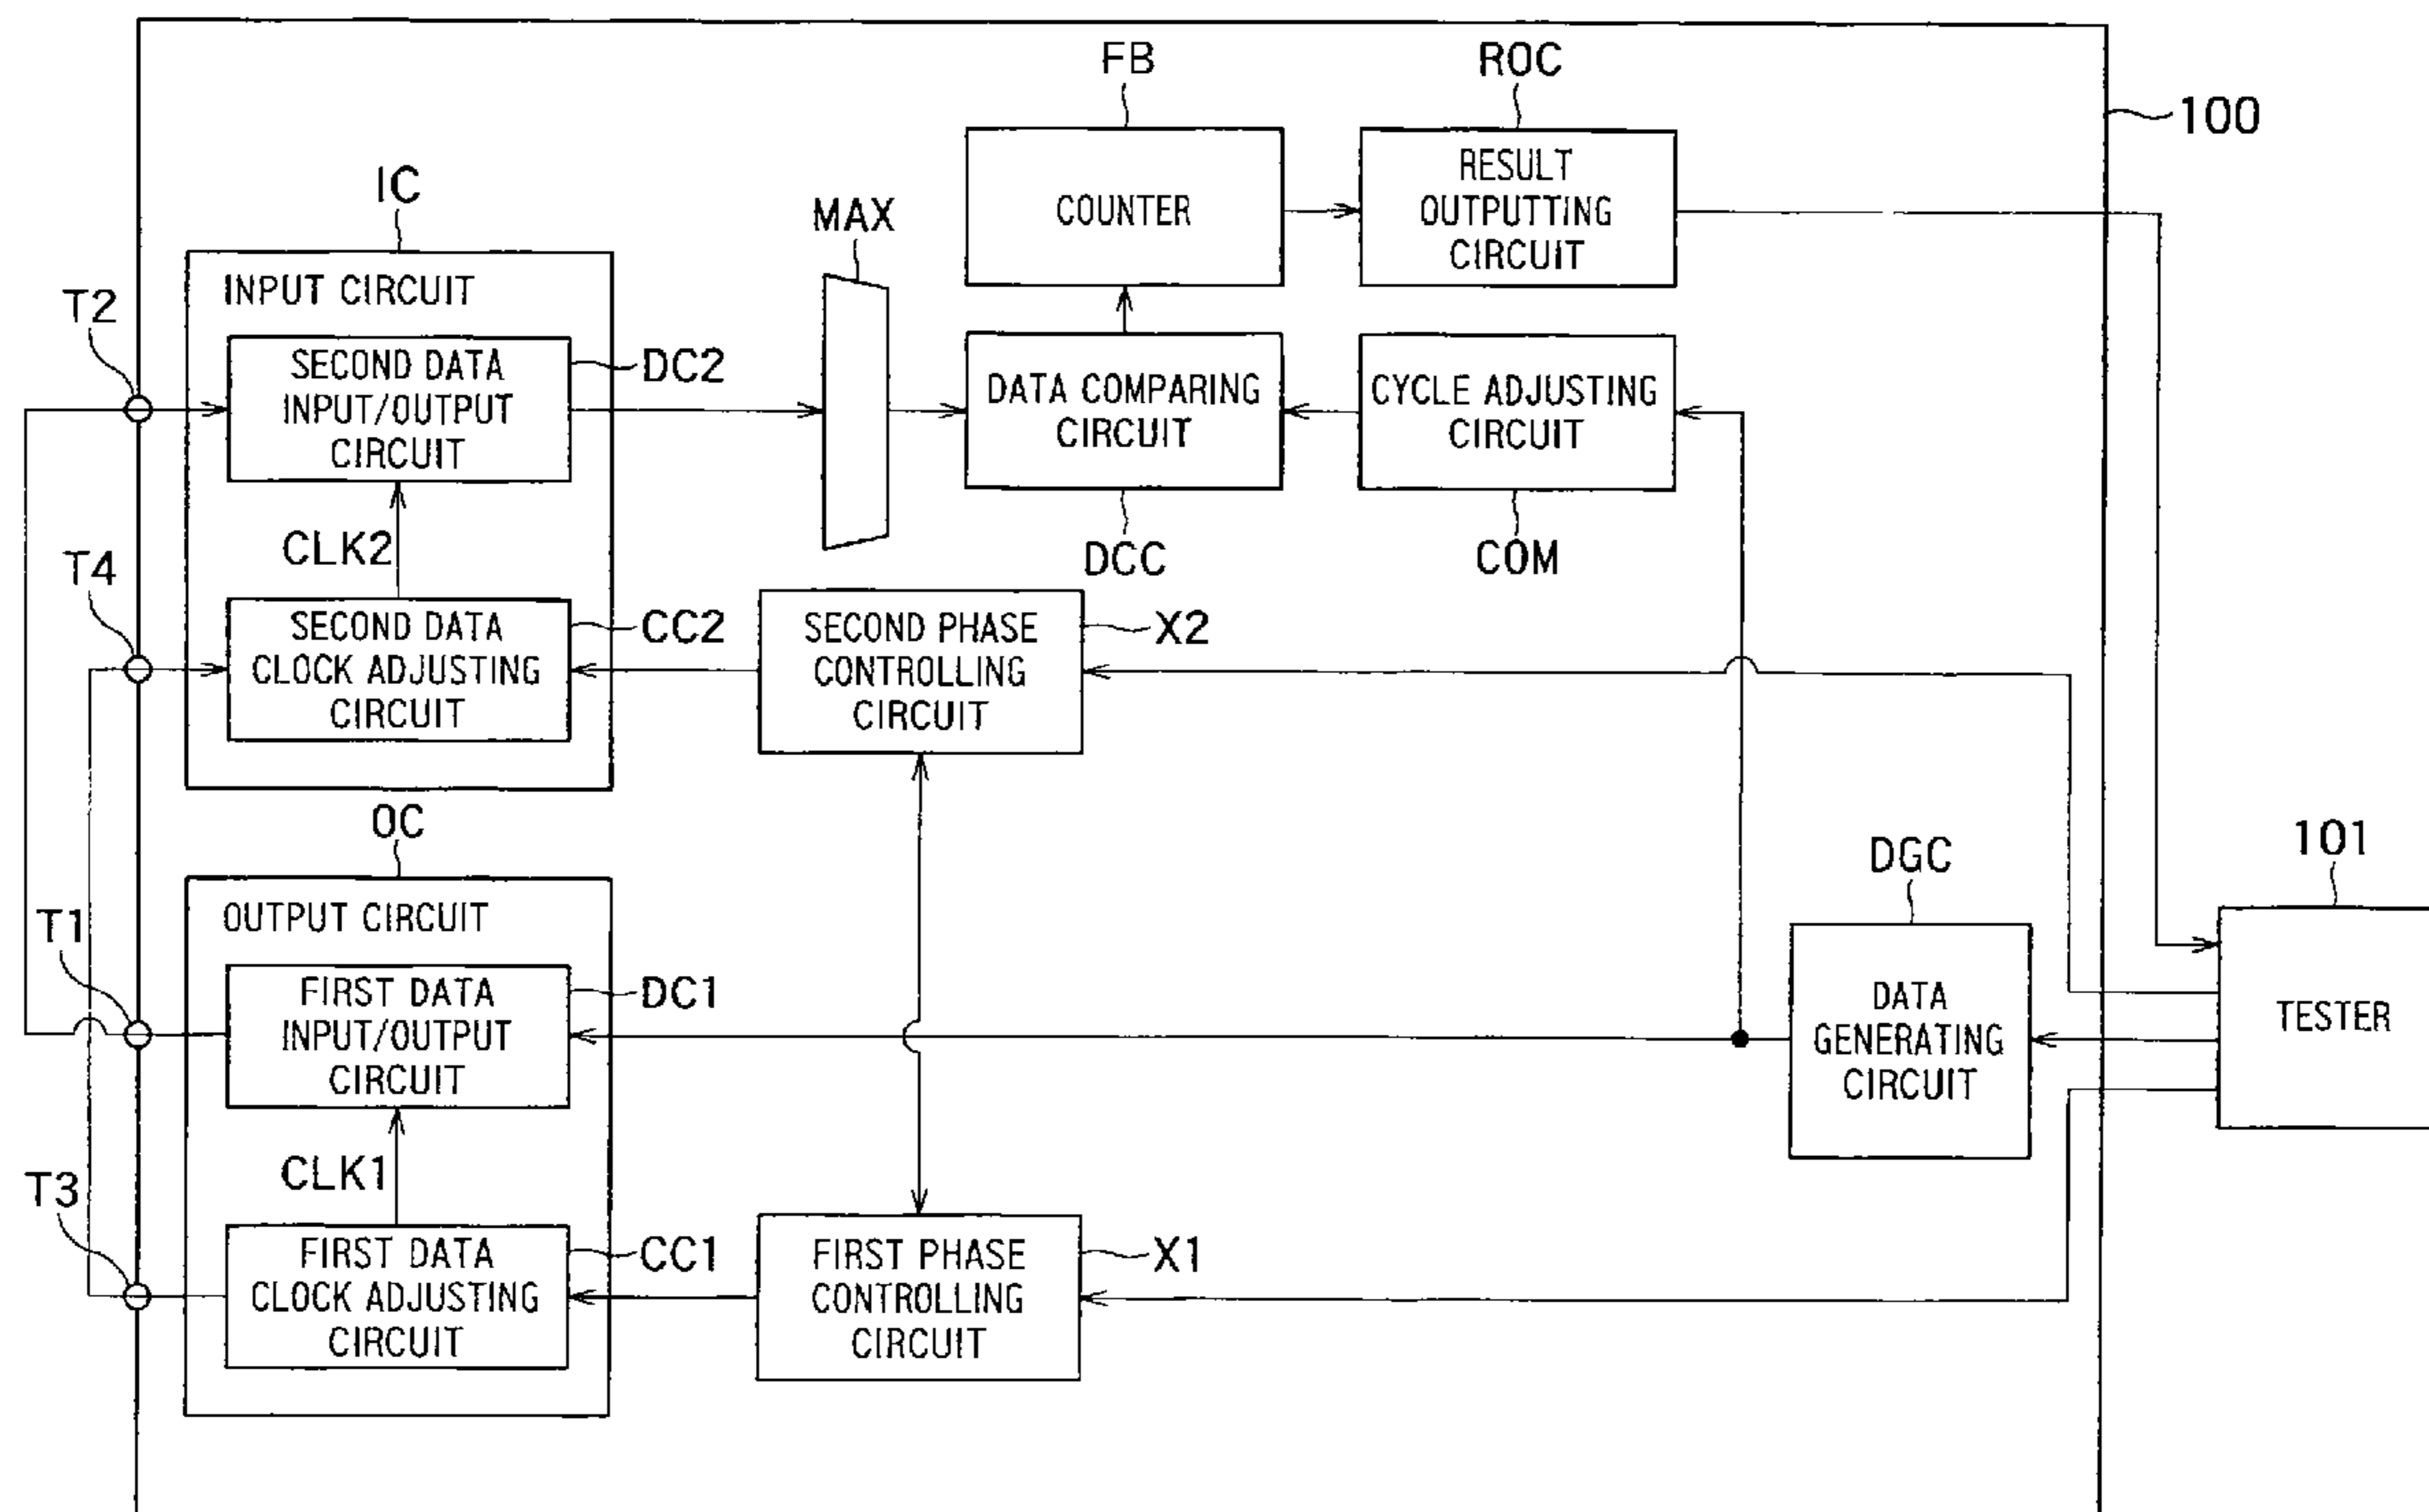 FB
ROC
100
IC
MAX
COUNTER
RESULT
OUTPUTTING
CIRCUIT
T2
INPUT CIRCUIT
SECOND DATA
INPUT/OUTPUT
CIRCUIT
DC2
DATA COMPARING
CIRCUIT
CYCLE ADJUSTING
CIRCUIT
CLK2
DCC
COM
T4
SECOND DATA
CLOCK ADJUSTING
CIRCUIT
CC2
SECOND PHASE
CONTROLLING
CIRCUIT
X2
OC
DGC
101
T1
OUTPUT CIRCUIT
FIRST DATA
INPUT/OUTPUT
CIRCUIT
DC1
DATA
GENERATING
CIRCUIT
TESTER
CLK1
T3
FIRST DATA
CLOCK ADJUSTING
CIRCUIT
CC1
FIRST PHASE
CONTROLLING
CIRCUIT
X1